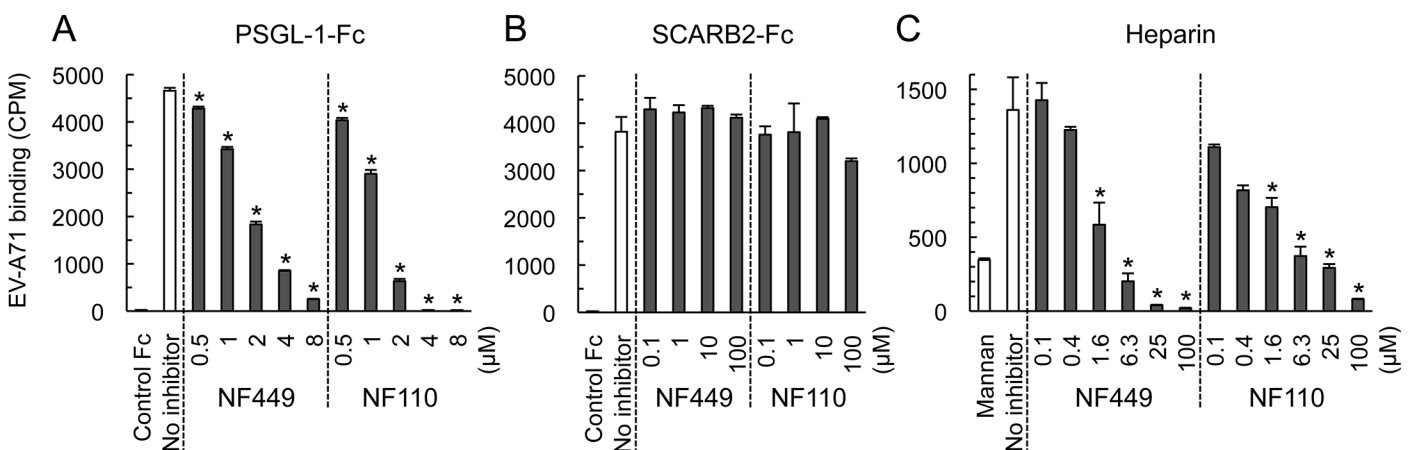 A
PSGL-1-Fc
EV-A71 binding (CPM)
5000
4000
3000
2000
1000
0
* * * * * * * * * *
Control Fc
No inhibitor
0.5 1 2 4 8 0.5 1 2 4 8 (μM)
NF449 NF110
B
SCARB2-Fc
5000
4000
3000
2000
1000
0
Control Fc
No inhibitor
0.1 1 10 100 0.1 1 10 100 (μM)
NF449 NF110
C
Heparin
1500
1000
500
0
* * * * * * * *
Mannan
No inhibitor
0.1 0.4 1.6 6.3 25 100 0.1 0.4 1.6 6.3 25 100 (μM)
NF449 NF110